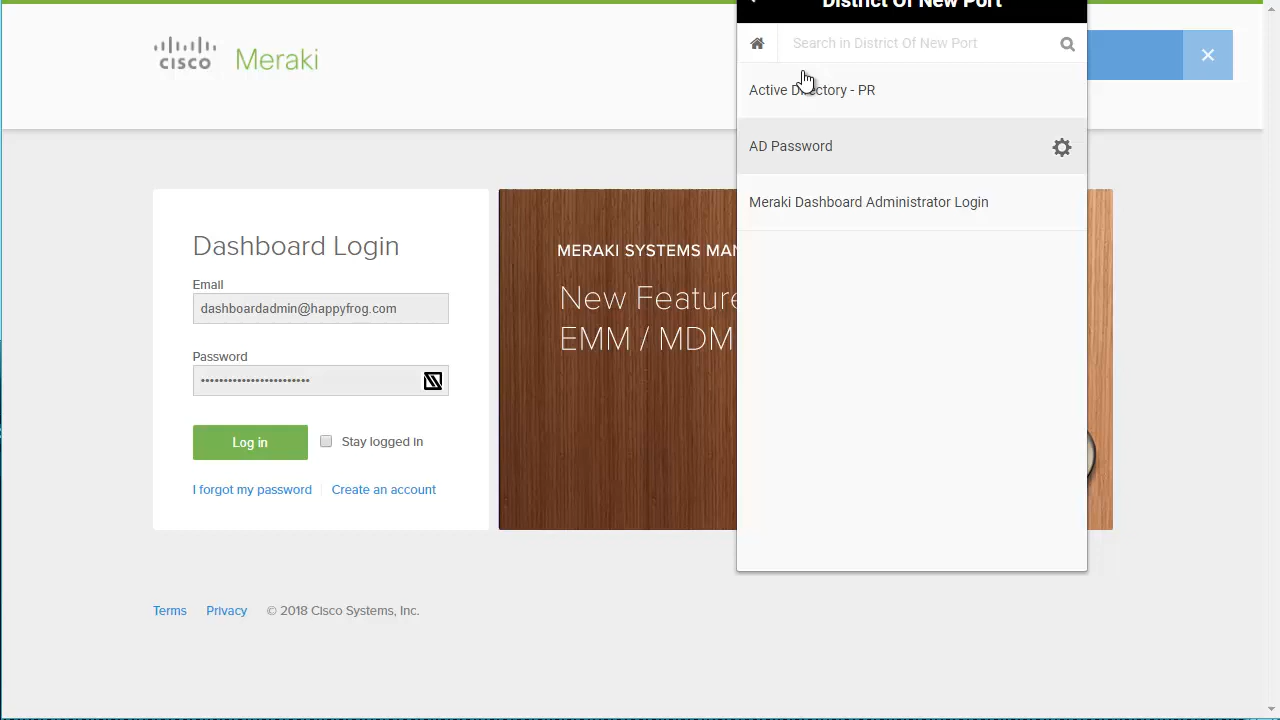 District Of New Port
Search in District Of New Port
Active Directory - PR
AD Password
Meraki Dashboard Administrator Login
cisco Meraki
Dashboard Login
Email
dashboardadmin@happyfrog.com
Password
••••••••••••••••••••••••
Log in
Stay logged in
I forgot my password
Create an account
MERAKI SYSTEMS MAN
New Feature
EMM / MDM
Terms Privacy © 2018 Cisco Systems, Inc.